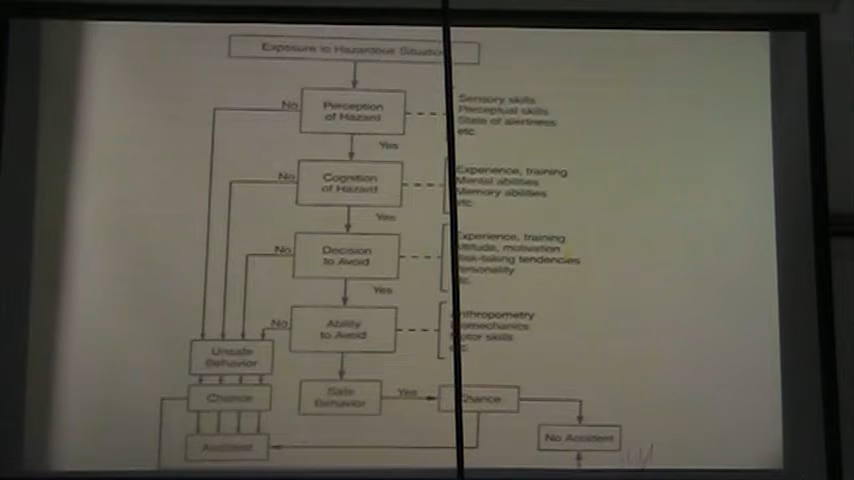 Exposure to Hazardous Situation
No
Perception
of Hazard
Sensory skills
Perceptual skills
State of alertness
etc.
Yes
No
Cognition
of Hazard
Experience, training
Mental abilities
Memory abilities
etc.
Yes
No
Decision
to Avoid
Experience, training
Attitude, motivation
Risk-taking tendencies
Personality
etc.
Yes
No
Ability
to Avoid
Anthropometry
Biomechanics
Motor skills
etc.
Unsafe
Behavior
Chance
Safe
Behavior
Yes
Chance
Accident
No Accident